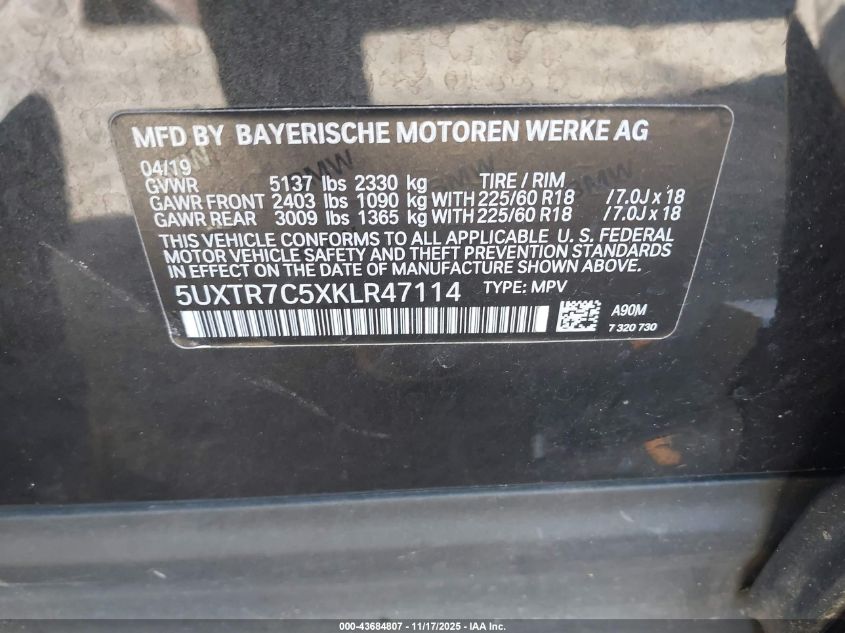 MFD BY BAYERISCHE MOTOREN WERKE AG
04/19
GVWR 5137 lbs 2330 kg TIRE / RIM
GAWR FRONT 2403 lbs 1090 kg WITH 225/60 R18 /7.0J x 18
GAWR REAR 3009 lbs 1365 kg WITH 225/60 R18 /7.0J x 18
THIS VEHICLE CONFORMS TO ALL APPLICABLE U. S. FEDERAL
MOTOR VEHICLE SAFETY AND THEFT PREVENTION STANDARDS
IN EFFECT ON THE DATE OF MANUFACTURE SHOWN ABOVE.
5UXTR7C5XKLR47114 TYPE: MPV
A90M
7 320 730
000-43684807 - 11/17/2025 - IAA Inc.